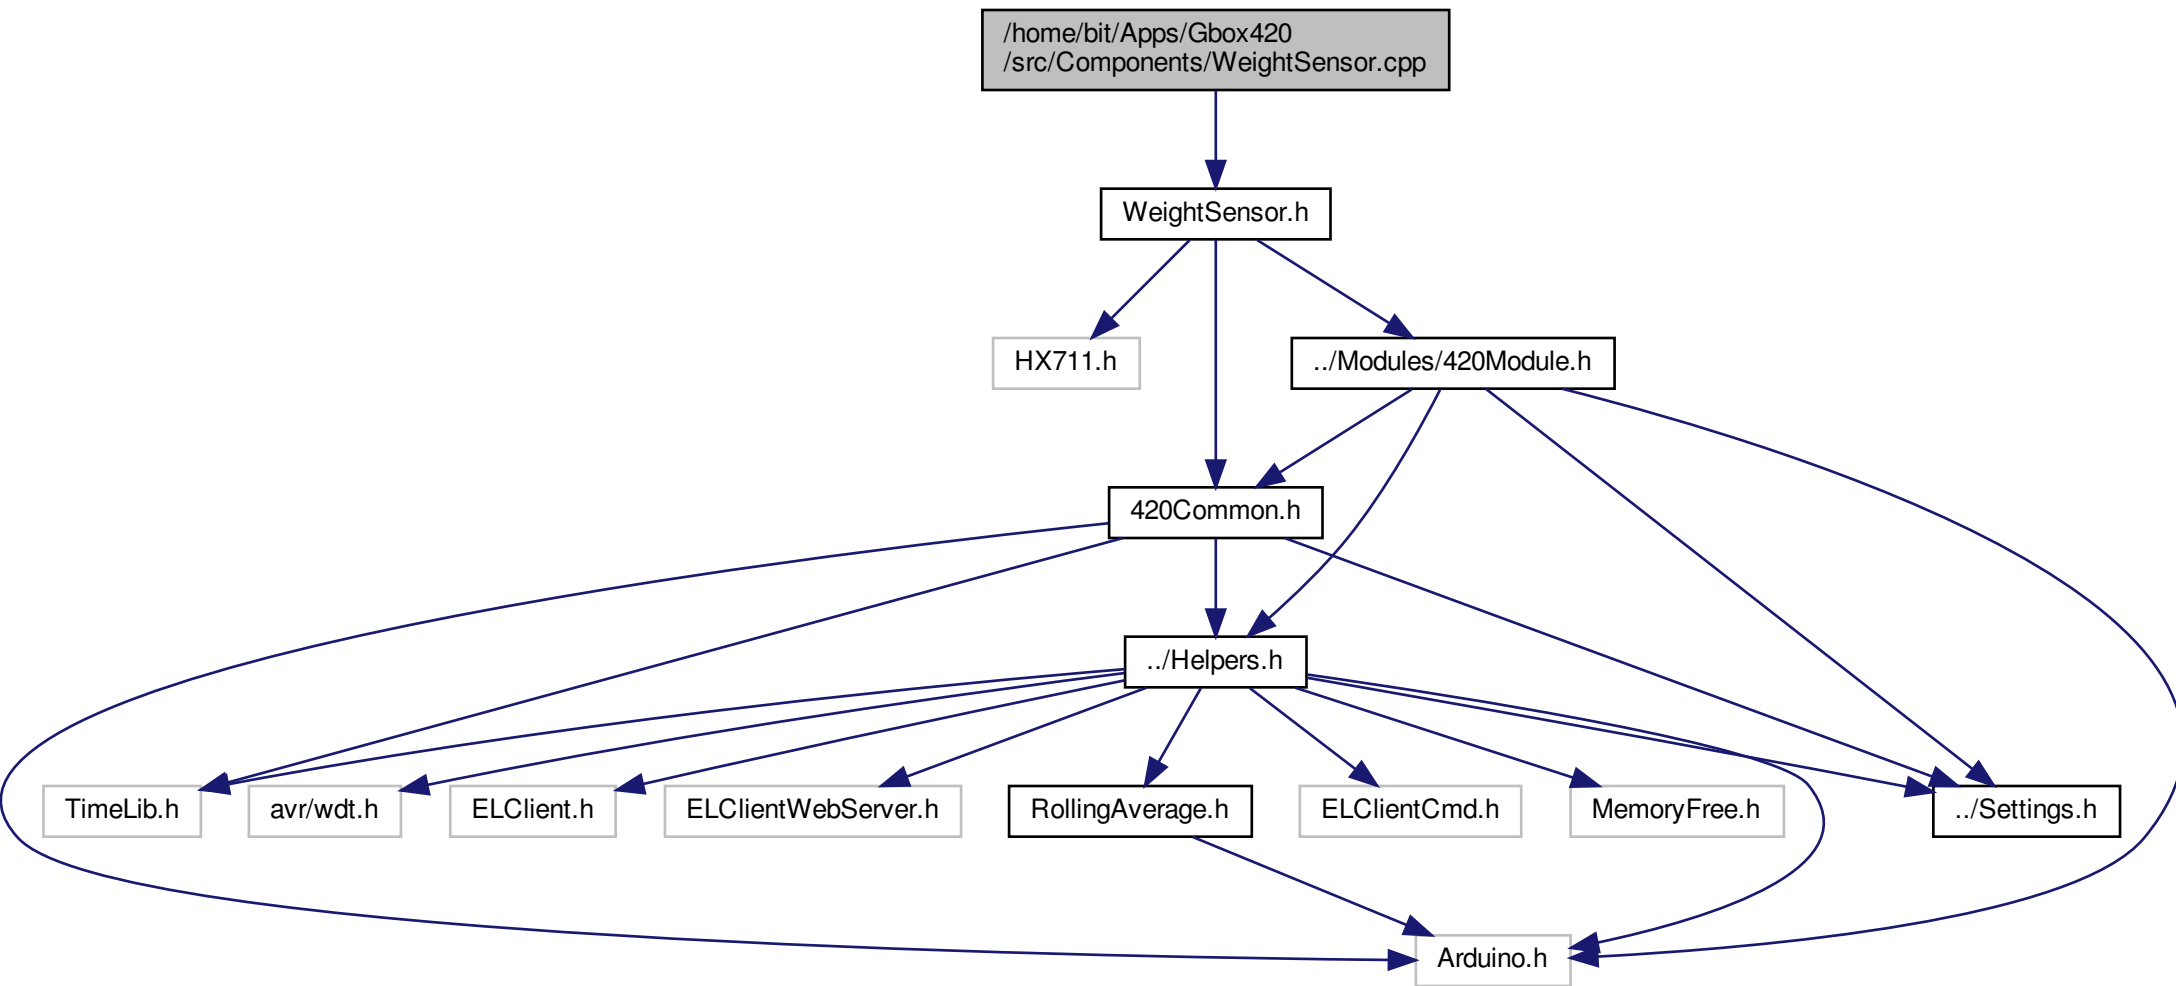 /home/bit/Apps/Gbox420
/src/Components/WeightSensor.cpp
WeightSensor.h
HX711.h
../Modules/420Module.h
420Common.h
../Helpers.h
TimeLib.h
avr/wdt.h
ELClient.h
ELClientWebServer.h
RollingAverage.h
ELClientCmd.h
MemoryFree.h
../Settings.h
Arduino.h